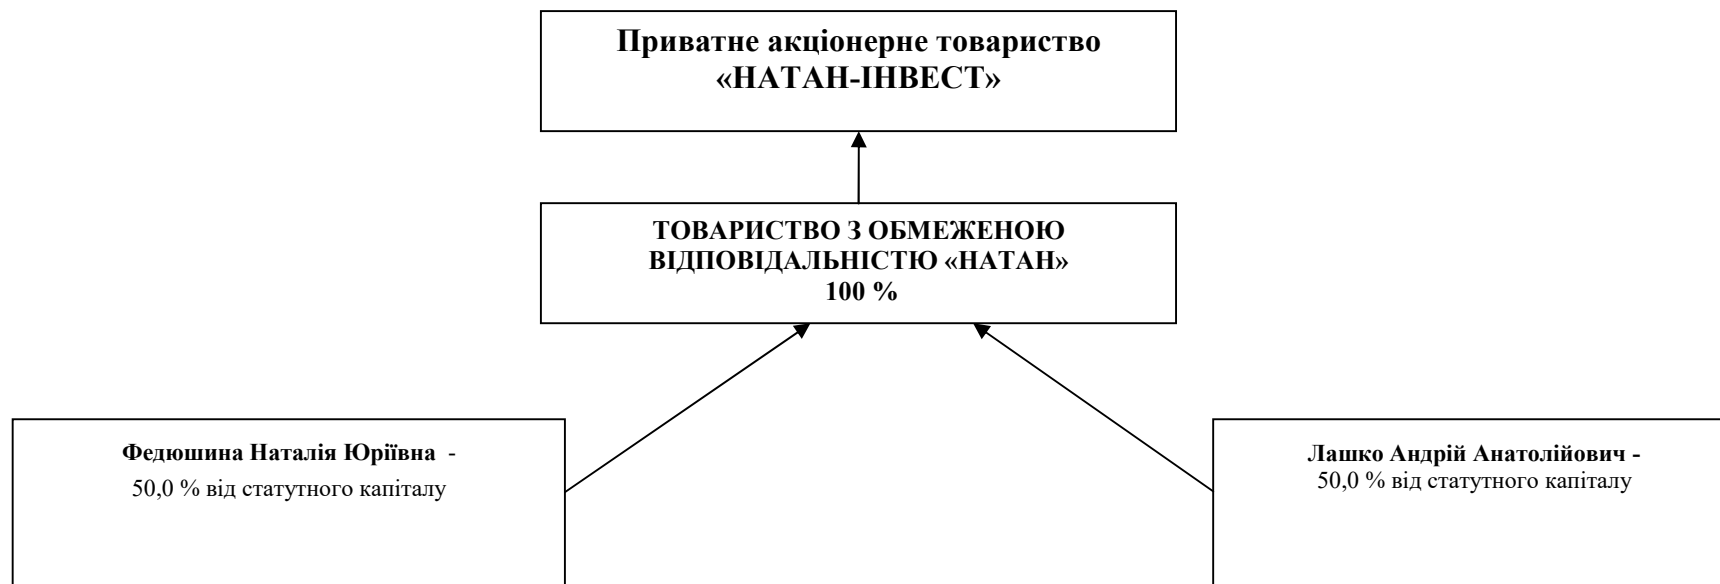 Приватне акціонерне товариство
«НАТАН-ІНВЕСТ»
ТОВАРИСТВО З ОБМЕЖЕНОЮ
ВІДПОВІДАЛЬНІСТЮ «НАТАН»
100 %
Федюшина Наталія Юріївна -
50,0 % від статутного капіталу
Лашко Андрій Анатолійович -
50,0 % від статутного капіталу